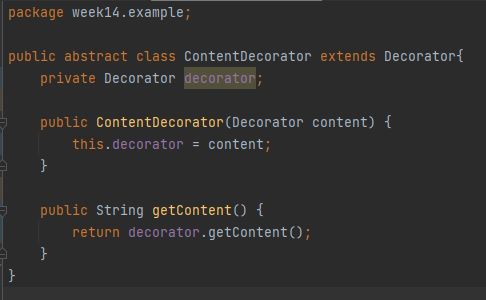 package week14.example;
public abstract class ContentDecorator extends Decorator{
private Decorator decorator;
public ContentDecorator(Decorator content) {
this.decorator = content;
}
public String getContent() {
return decorator.getContent();
}
}